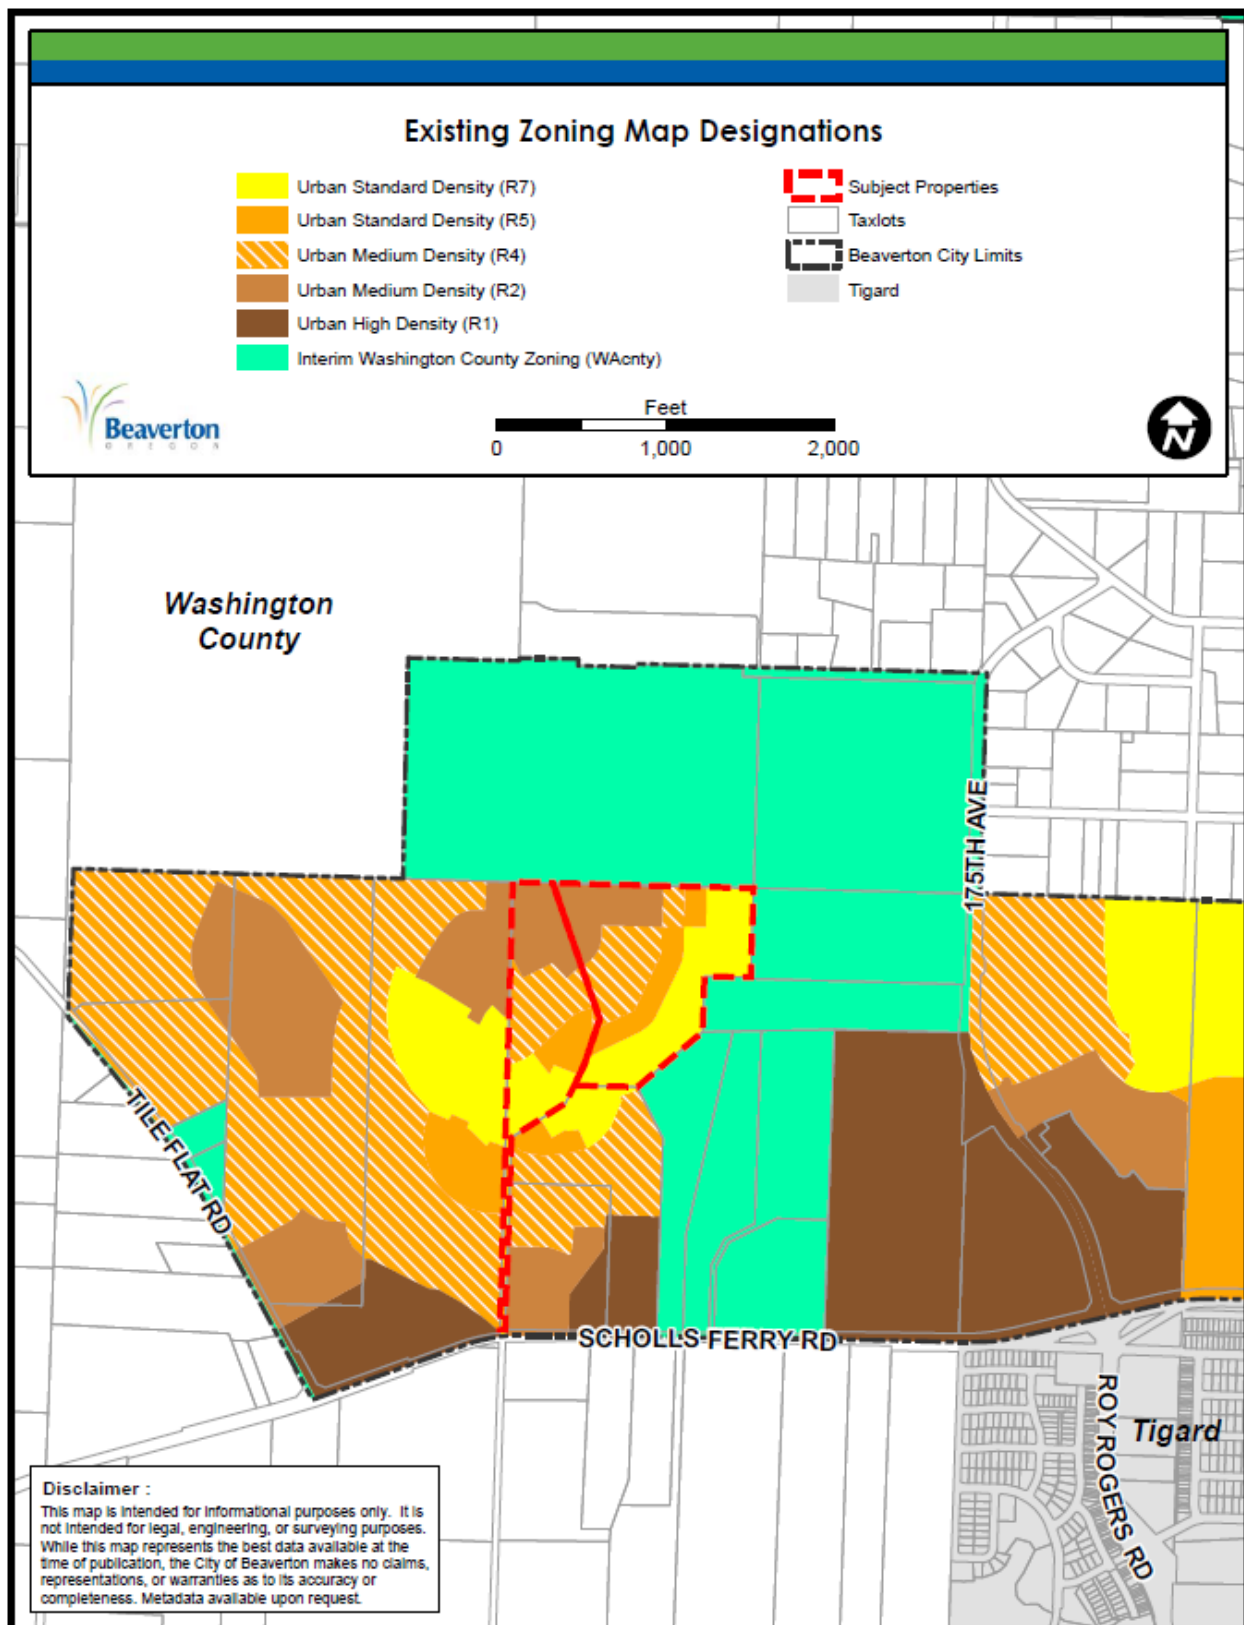 Existing Zoning Map Designations
Urban Standard Density (R7)
Urban Standard Density (R5)
Urban Medium Density (R4)
Urban Medium Density (R2)
Urban High Density (R1)
Interim Washington County Zoning (WAcnty)
Subject Properties
Taxlots
Beaverton City Limits
Tigard
Beaverton
OREGON
Feet
0 1,000 2,000
N
Washington
County
175TH AVE
TILE FLAT RD
SCHOLLS FERRY RD
ROY ROGERS RD
Tigard
Disclaimer :
This map is intended for informational purposes only. It is
not intended for legal, engineering, or surveying purposes.
While this map represents the best data available at the
time of publication, the City of Beaverton makes no claims,
representations, or warranties as to its accuracy or
completeness. Metadata available upon request.